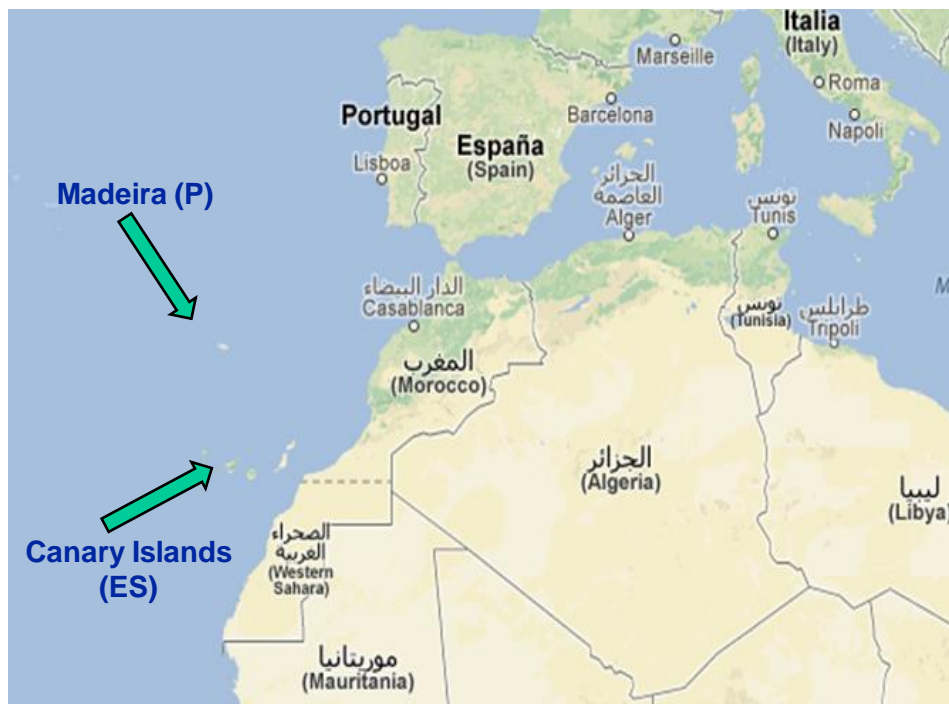 Italia
(Italy)
Marseille
Roma
Barcelona
Napoli
Portugal
España
(Spain)
Lisboa
الجزائر
العاصمة
Alger
تونس
Tunis
Madeira (P)
الدار البيضاء
Casablanca
تونس
(Tunisia)
طرابلس
Tripoli
M
المغرب
(Morocco)
الجزائر
(Algeria)
ليبيا
(Libya)
Canary Islands
(ES)
الصحراء
الغربية
(Western
Sahara)
موريتانيا
(Mauritania)